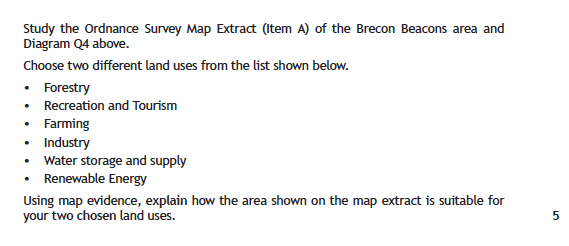 Study the Ordnance Survey Map Extract (Item A) of the Brecon Beacons area and
Diagram Q4 above.
Choose two different land uses from the list shown below.
• Forestry
• Recreation and Tourism
• Farming
• Industry
• Water storage and supply
• Renewable Energy
Using map evidence, explain how the area shown on the map extract is suitable for
your two chosen land uses. 5